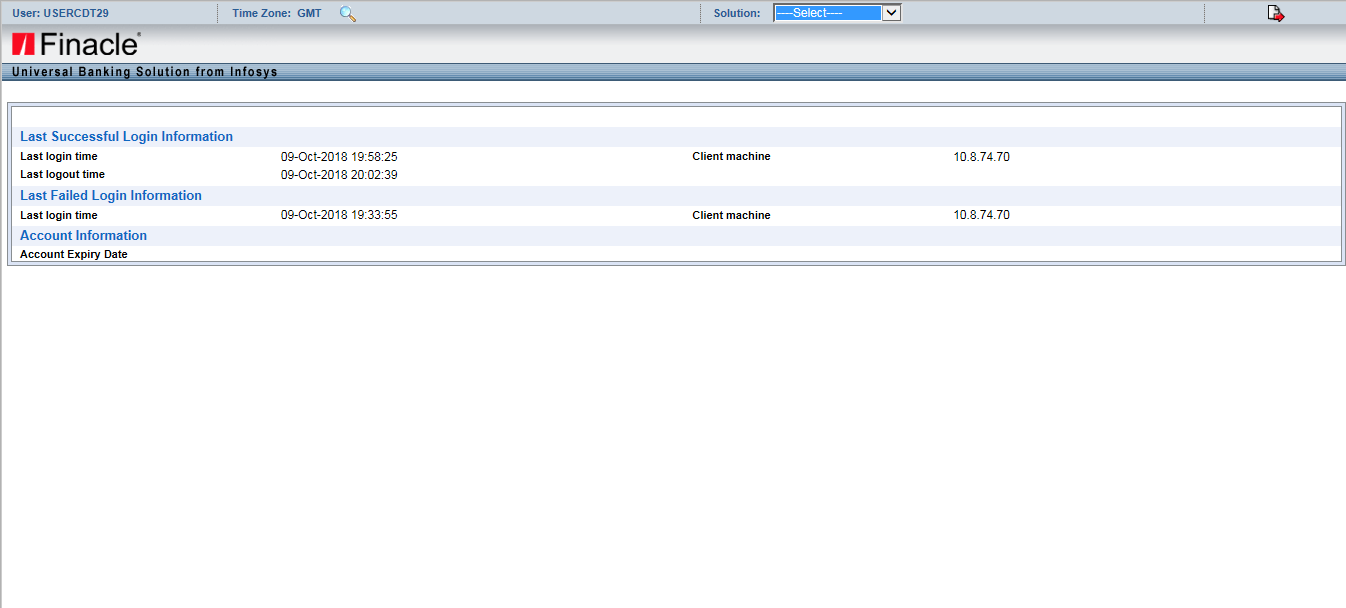 User: USERCDT29 Time Zone: GMT Solution: ----Select----
Finacle
Universal Banking Solution from Infosys
Last Successful Login Information
Last login time 09-Oct-2018 19:58:25 Client machine 10.8.74.70
Last logout time 09-Oct-2018 20:02:39
Last Failed Login Information
Last login time 09-Oct-2018 19:33:55 Client machine 10.8.74.70
Account Information
Account Expiry Date